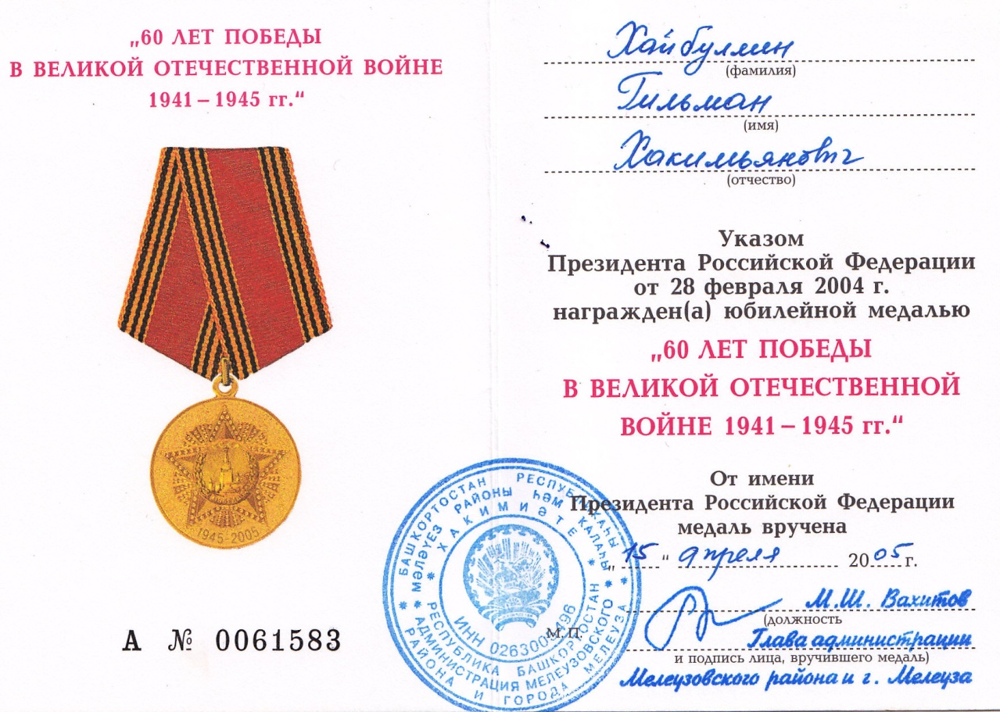 „60 ЛЕТ ПОБЕДЫ
В ВЕЛИКОЙ ОТЕЧЕСТВЕННОЙ ВОЙНЕ
1941 – 1945 гг.“
1945-2005
А № 0061583
Хайбуллин
(фамилия)
Гильман
(имя)
Хакимьянович
(отчество)
Указом
Президента Российской Федерации
от 28 февраля 2004 г.
награжден(а) юбилейной медалью
„60 ЛЕТ ПОБЕДЫ
В ВЕЛИКОЙ ОТЕЧЕСТВЕННОЙ
ВОЙНЕ 1941 – 1945 гг.“
От имени
Президента Российской Федерации
медаль вручена
„15“ апреля 2005 г.
М.Ш. Вахитов
(должность
Глава администрации
М.П.
и подпись лица, вручившего медаль)
Мелеузовского района и г. Мелеуза
БАШКОРТОСТАН РЕСПУБЛИКАҺЫ
МӘЛӘҮЕЗ РАЙОНЫ ҺӘМ КАЛАҺЫ
ХАКИМИӘТЕ
РЕСПУБЛИКА БАШКОРТОСТАН
АДМИНИСТРАЦИЯ МЕЛЕУЗОВСКОГО
РАЙОНА И ГОРОДА МЕЛЕУЗА
ИНН